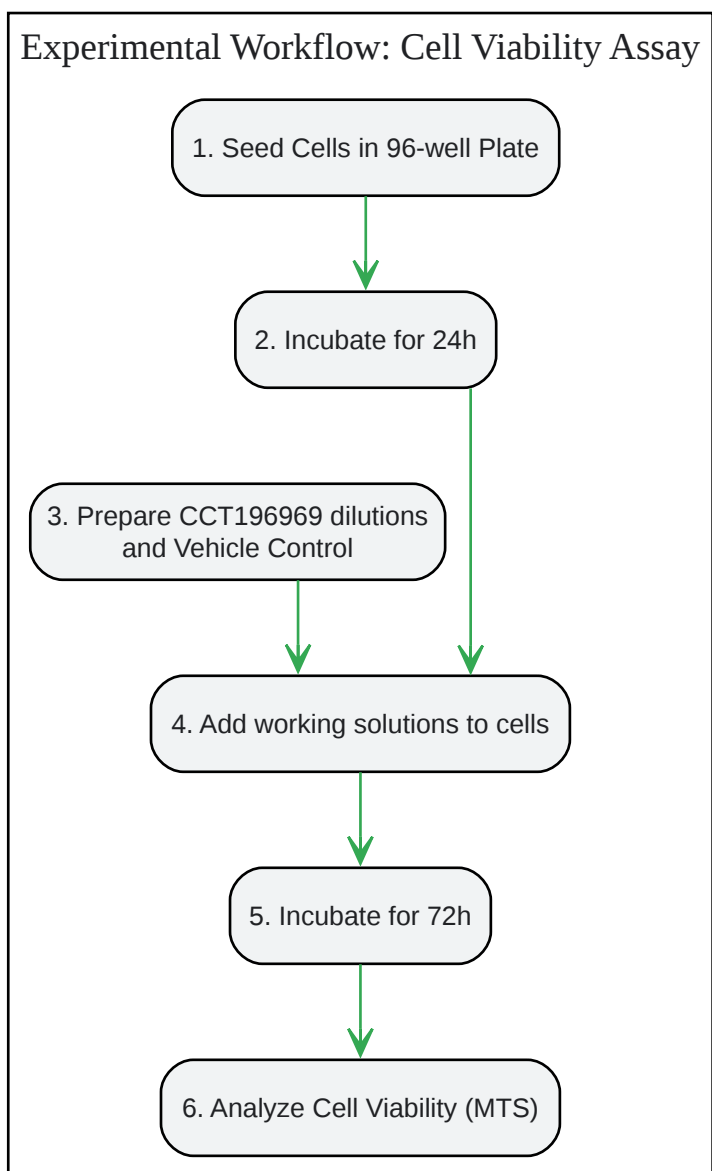 Experimental Workflow: Cell Viability Assay
1. Seed Cells in 96-well Plate
2. Incubate for 24h
3. Prepare CCT196969 dilutions
and Vehicle Control
4. Add working solutions to cells
5. Incubate for 72h
6. Analyze Cell Viability (MTS)